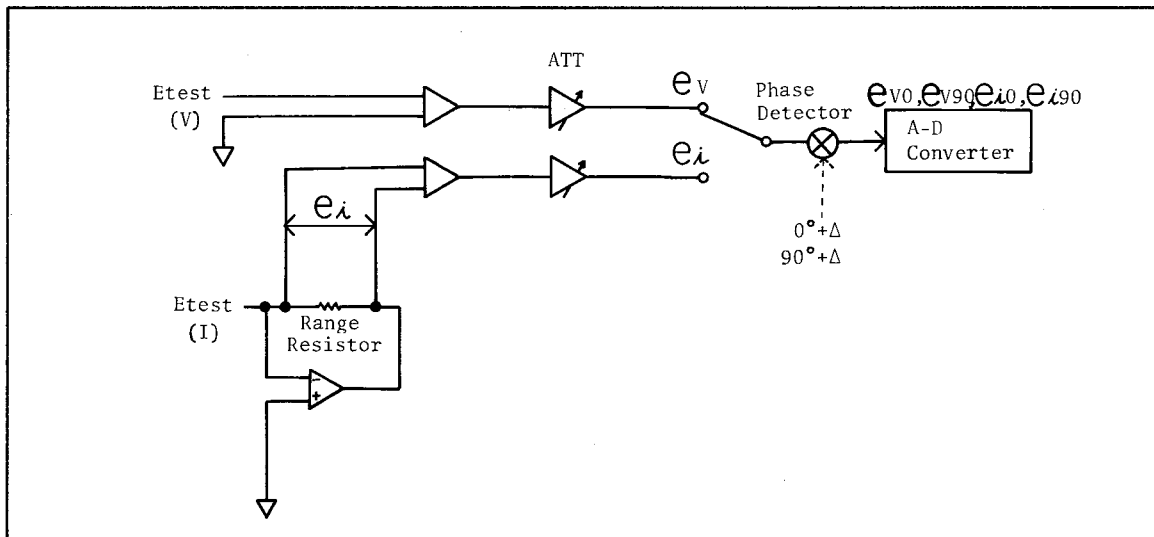 ATT
Etest
(V)
eV
Phase
Detector
eV0, eV90, ei0, ei90
A-D
Converter
ei
ei
0°+Δ
90°+Δ
Etest
(I)
Range
Resistor
-
+